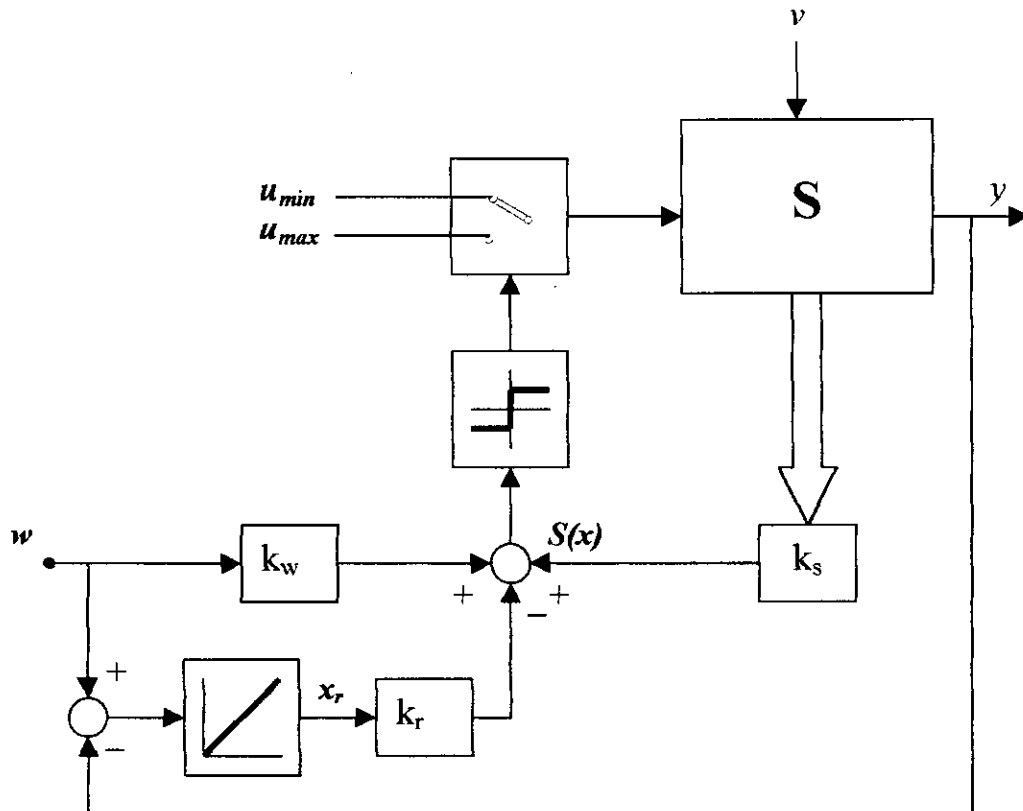 v
u_min
u_max
S
y
w
k_w
S(x)
k_s
+
− +
+
x_r
k_r
−